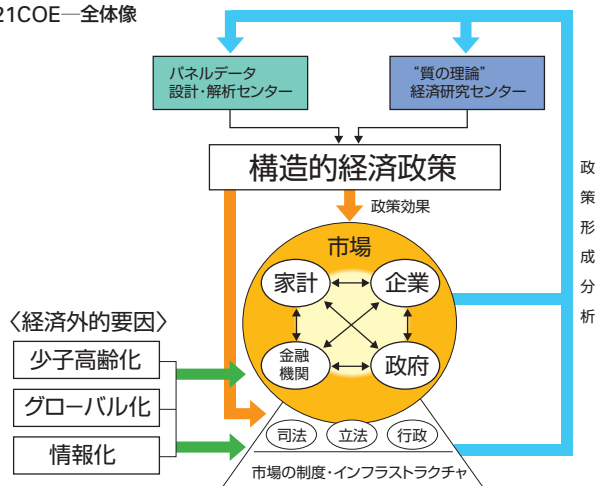 21COE―全体像
パネルデータ
設計・解析センター
“質の理論”
経済研究センター
構造的経済政策
政策効果
政策形成分析
市場
家計
企業
金融
機関
政府
〈経済外的要因〉
少子高齢化
グローバル化
情報化
司法
立法
行政
市場の制度・インフラストラクチャ